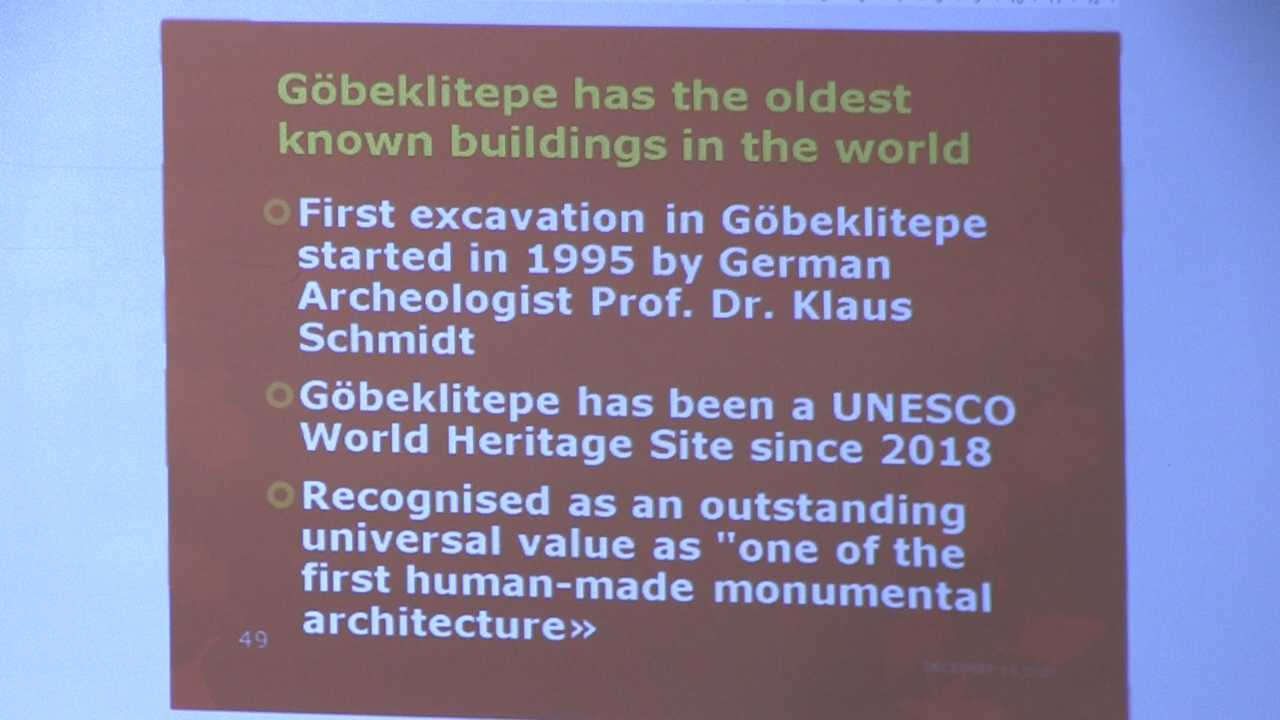 Göbeklitepe has the oldest
known buildings in the world
First excavation in Göbeklitepe
started in 1995 by German
Archeologist Prof. Dr. Klaus
Schmidt
Göbeklitepe has been a UNESCO
World Heritage Site since 2018
Recognised as an outstanding
universal value as "one of the
first human-made monumental
architecture»
49
DECEMBER